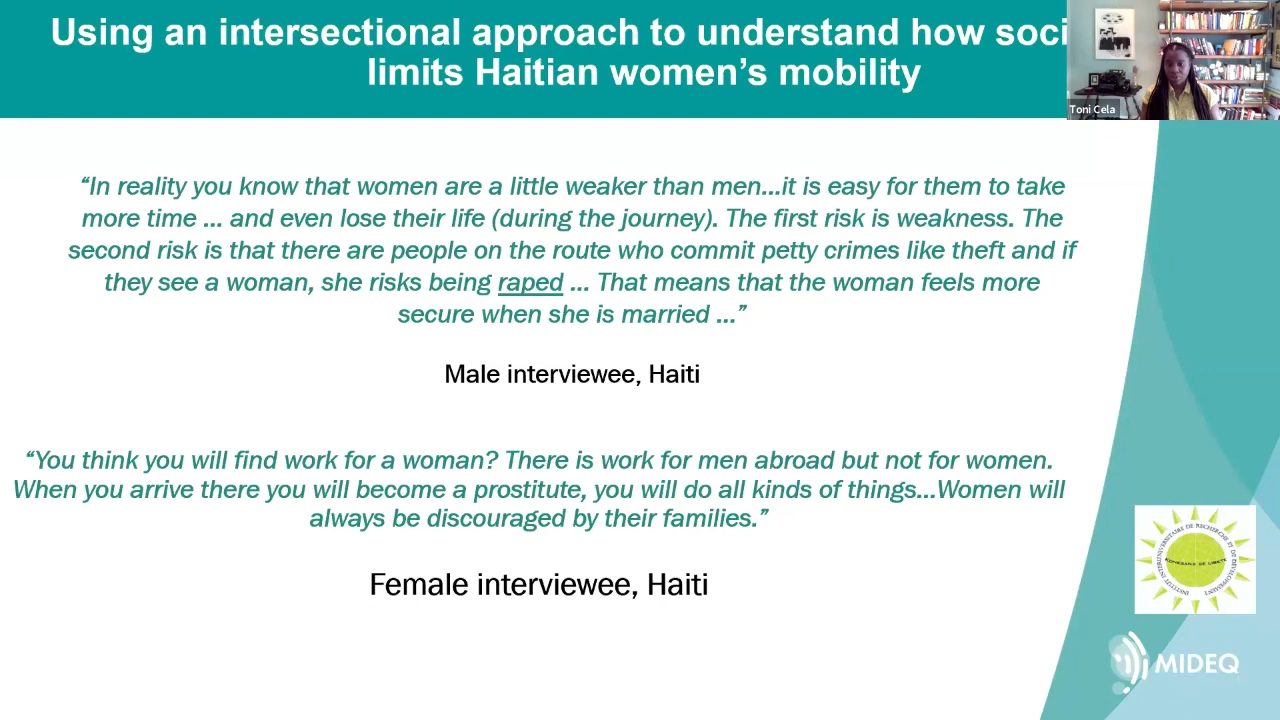 Using an intersectional approach to understand how soci
limits Haitian women's mobility
Toni Cela
“In reality you know that women are a little weaker than men...it is easy for them to take
more time ... and even lose their life (during the journey). The first risk is weakness. The
second risk is that there are people on the route who commit petty crimes like theft and if
they see a woman, she risks being raped ... That means that the woman feels more
secure when she is married ...”
Male interviewee, Haiti
“You think you will find work for a woman? There is work for men abroad but not for women.
When you arrive there you will become a prostitute, you will do all kinds of things...Women will
always be discouraged by their families.”
Female interviewee, Haiti
INSTITUT INTERUNIVERSITAIRE DE RECHERCHE ET DE DÉVELOPPEMENT
MIDEQ